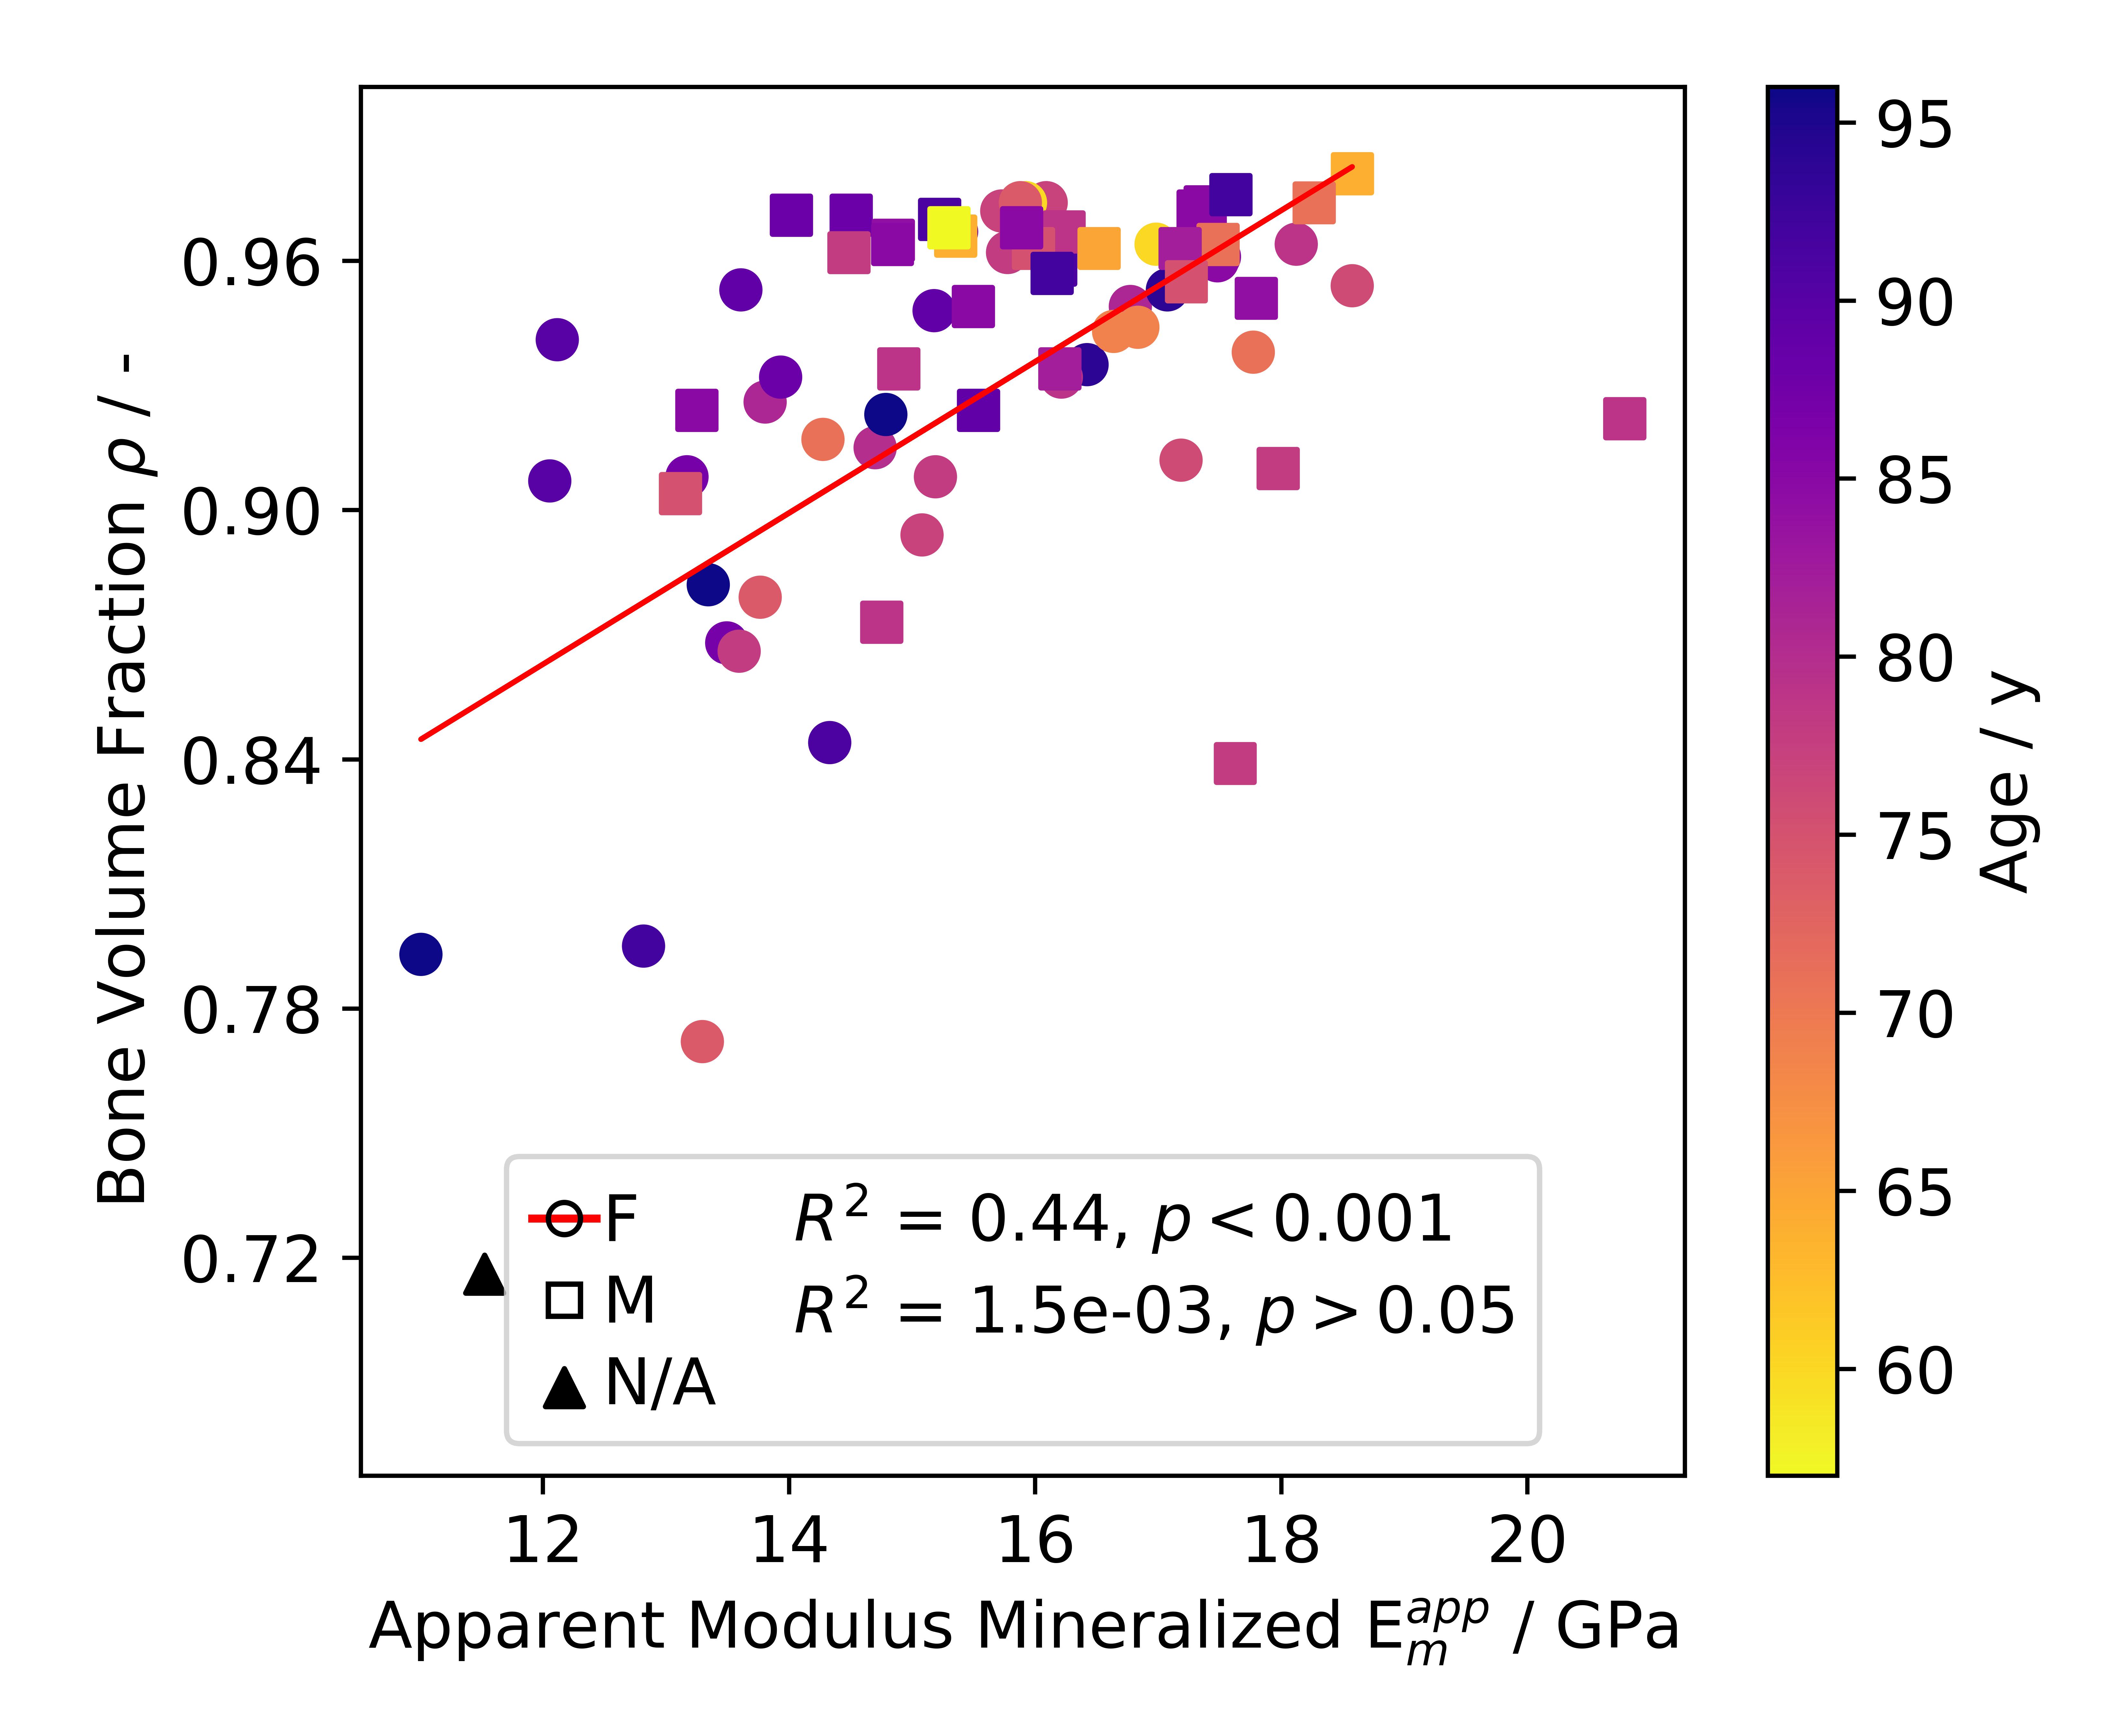 Bone Volume Fraction ρ / -
0.96
0.90
0.84
0.78
0.72
F R² = 0.44, p < 0.001
M R² = 1.5e-03, p > 0.05
N/A
12 14 16 18 20
Apparent Modulus Mineralized E_m^app / GPa
95
90
85
80
75
70
65
60
Age / y